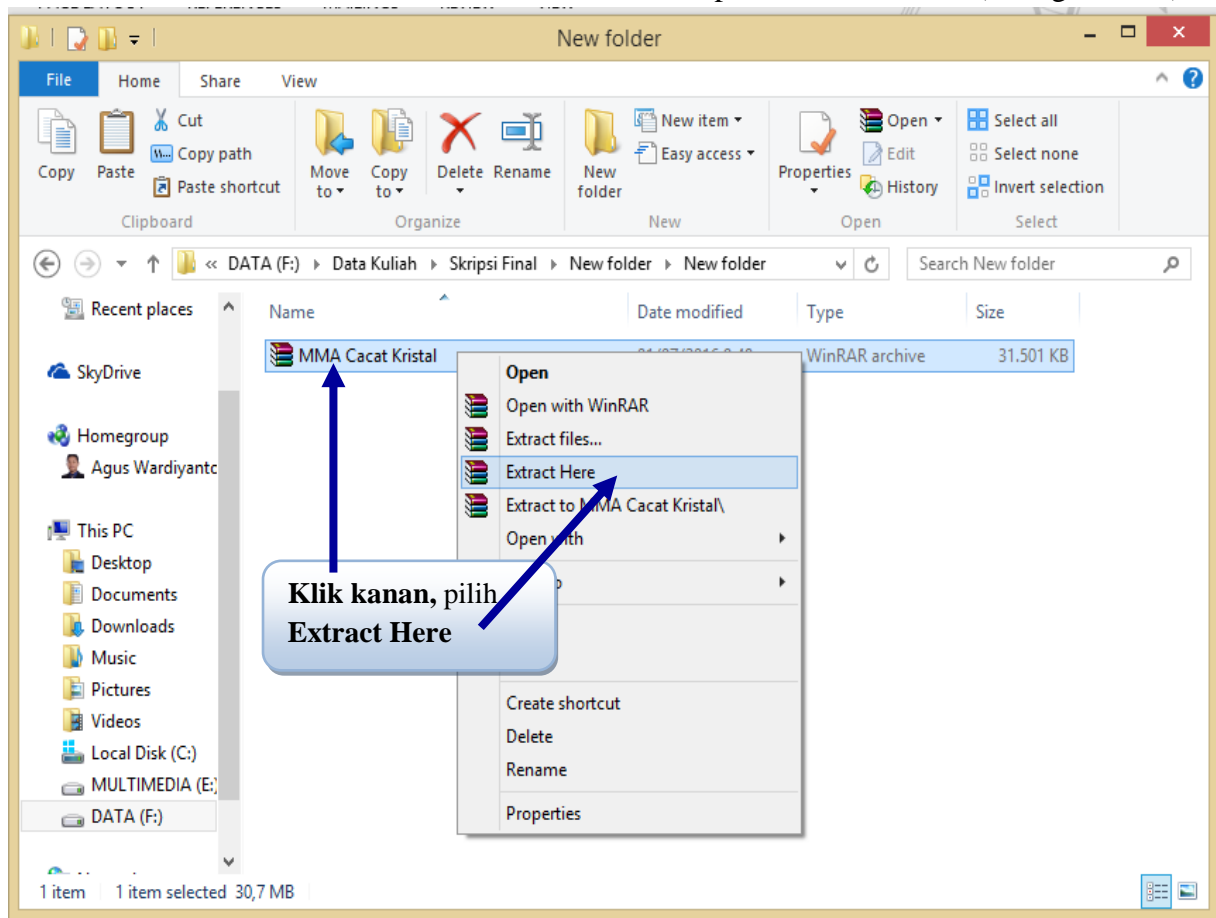 New folder
File Home Share View
Copy Paste Cut Copy path Paste shortcut
Move to Copy to Delete Rename
New folder New item Easy access
Properties Open Edit History
Select all Select none Invert selection
Clipboard Organize New Open Select
« DATA (F:) Data Kuliah Skripsi Final New folder New folder Search New folder
Recent places
SkyDrive
Homegroup
Agus Wardiyanto
This PC
Desktop
Documents
Downloads
Music
Pictures
Videos
Local Disk (C:)
MULTIMEDIA (E:)
DATA (F:)
Name Date modified Type Size
MMA Cacat Kristal WinRAR archive 31.501 KB
Open
Open with WinRAR
Extract files...
Extract Here
Extract to MMA Cacat Kristal\
Open with
Create shortcut
Delete
Rename
Properties
Klik kanan, pilih
Extract Here
1 item 1 item selected 30,7 MB